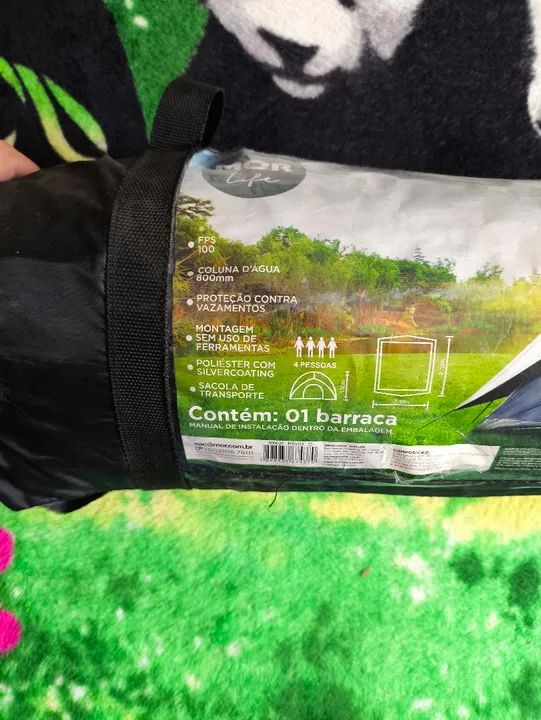 MOR
Life
FPS
100
COLUNA D'ÁGUA
800mm
PROTEÇÃO CONTRA
VAZAMENTOS
MONTAGEM
SEM USO DE
FERRAMENTAS
4 PESSOAS
POLIÉSTER COM
SILVERCOATING
SACOLA DE
TRANSPORTE
Contém: 01 barraca
MANUAL DE INSTALAÇÃO DENTRO DA EMBALAGEM
sac@mor.com.br
COMPOSIÇÃO: